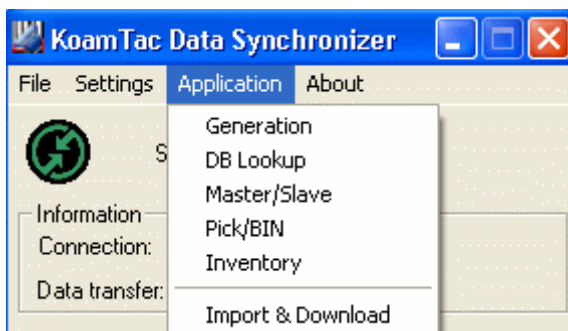 KoamTac Data Synchronizer
File Settings Application About
Generation
S
DB Lookup
Master/Slave
Information
Pick/BIN
Connection:
Inventory
Data transfer:
Import & Download